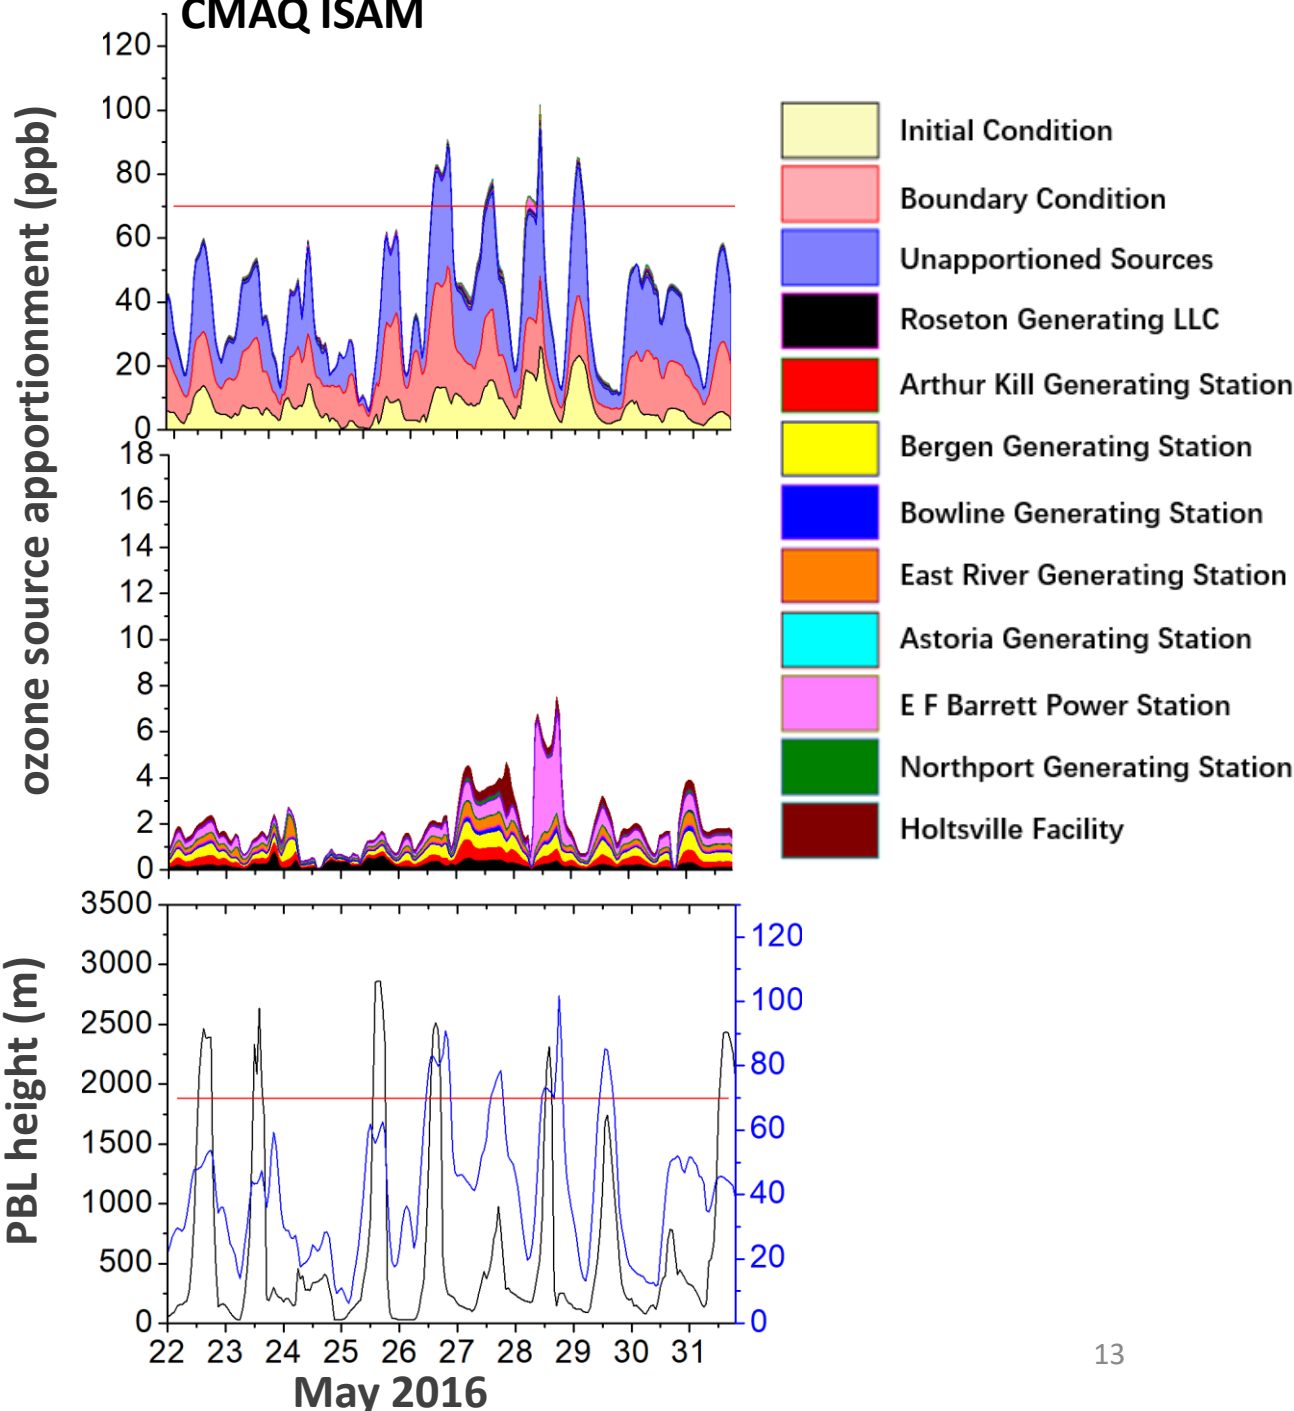 CMAQ ISAM
ozone source apportionment (ppb)
120
100
80
60
40
20
0
18
16
14
12
10
8
6
4
2
0
Initial Condition
Boundary Condition
Unapportioned Sources
Roseton Generating LLC
Arthur Kill Generating Station
Bergen Generating Station
Bowline Generating Station
East River Generating Station
Astoria Generating Station
E F Barrett Power Station
Northport Generating Station
Holtsville Facility
PBL height (m)
3500
3000
2500
2000
1500
1000
500
0
120
100
80
60
40
20
0
22 23 24 25 26 27 28 29 30 31
May 2016
13